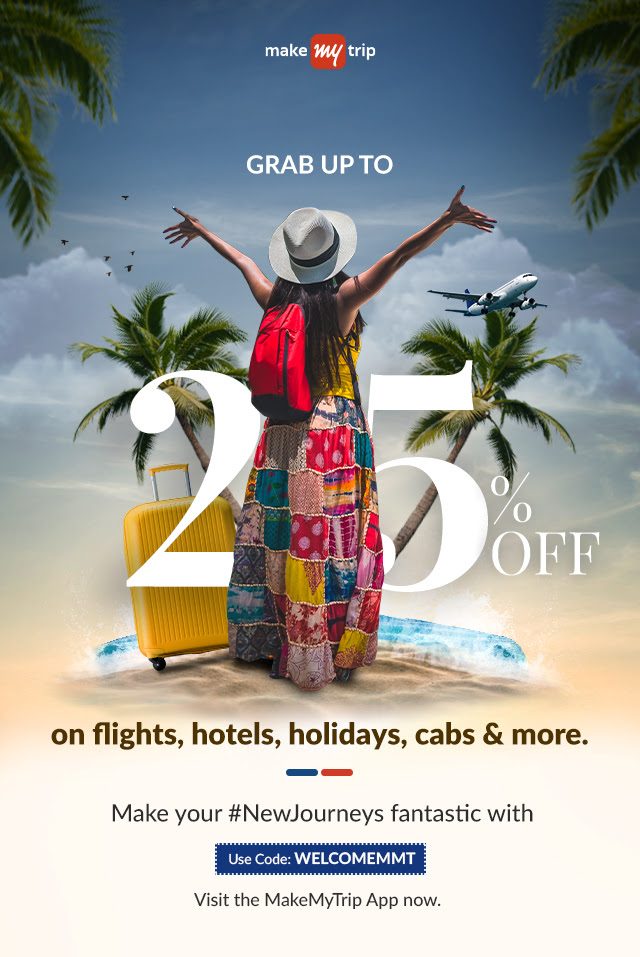 make my trip
GRAB UP TO
25% OFF
on flights, hotels, holidays, cabs & more.
Make your #NewJourneys fantastic with
Use Code: WELCOMEMMT
Visit the MakeMyTrip App now.